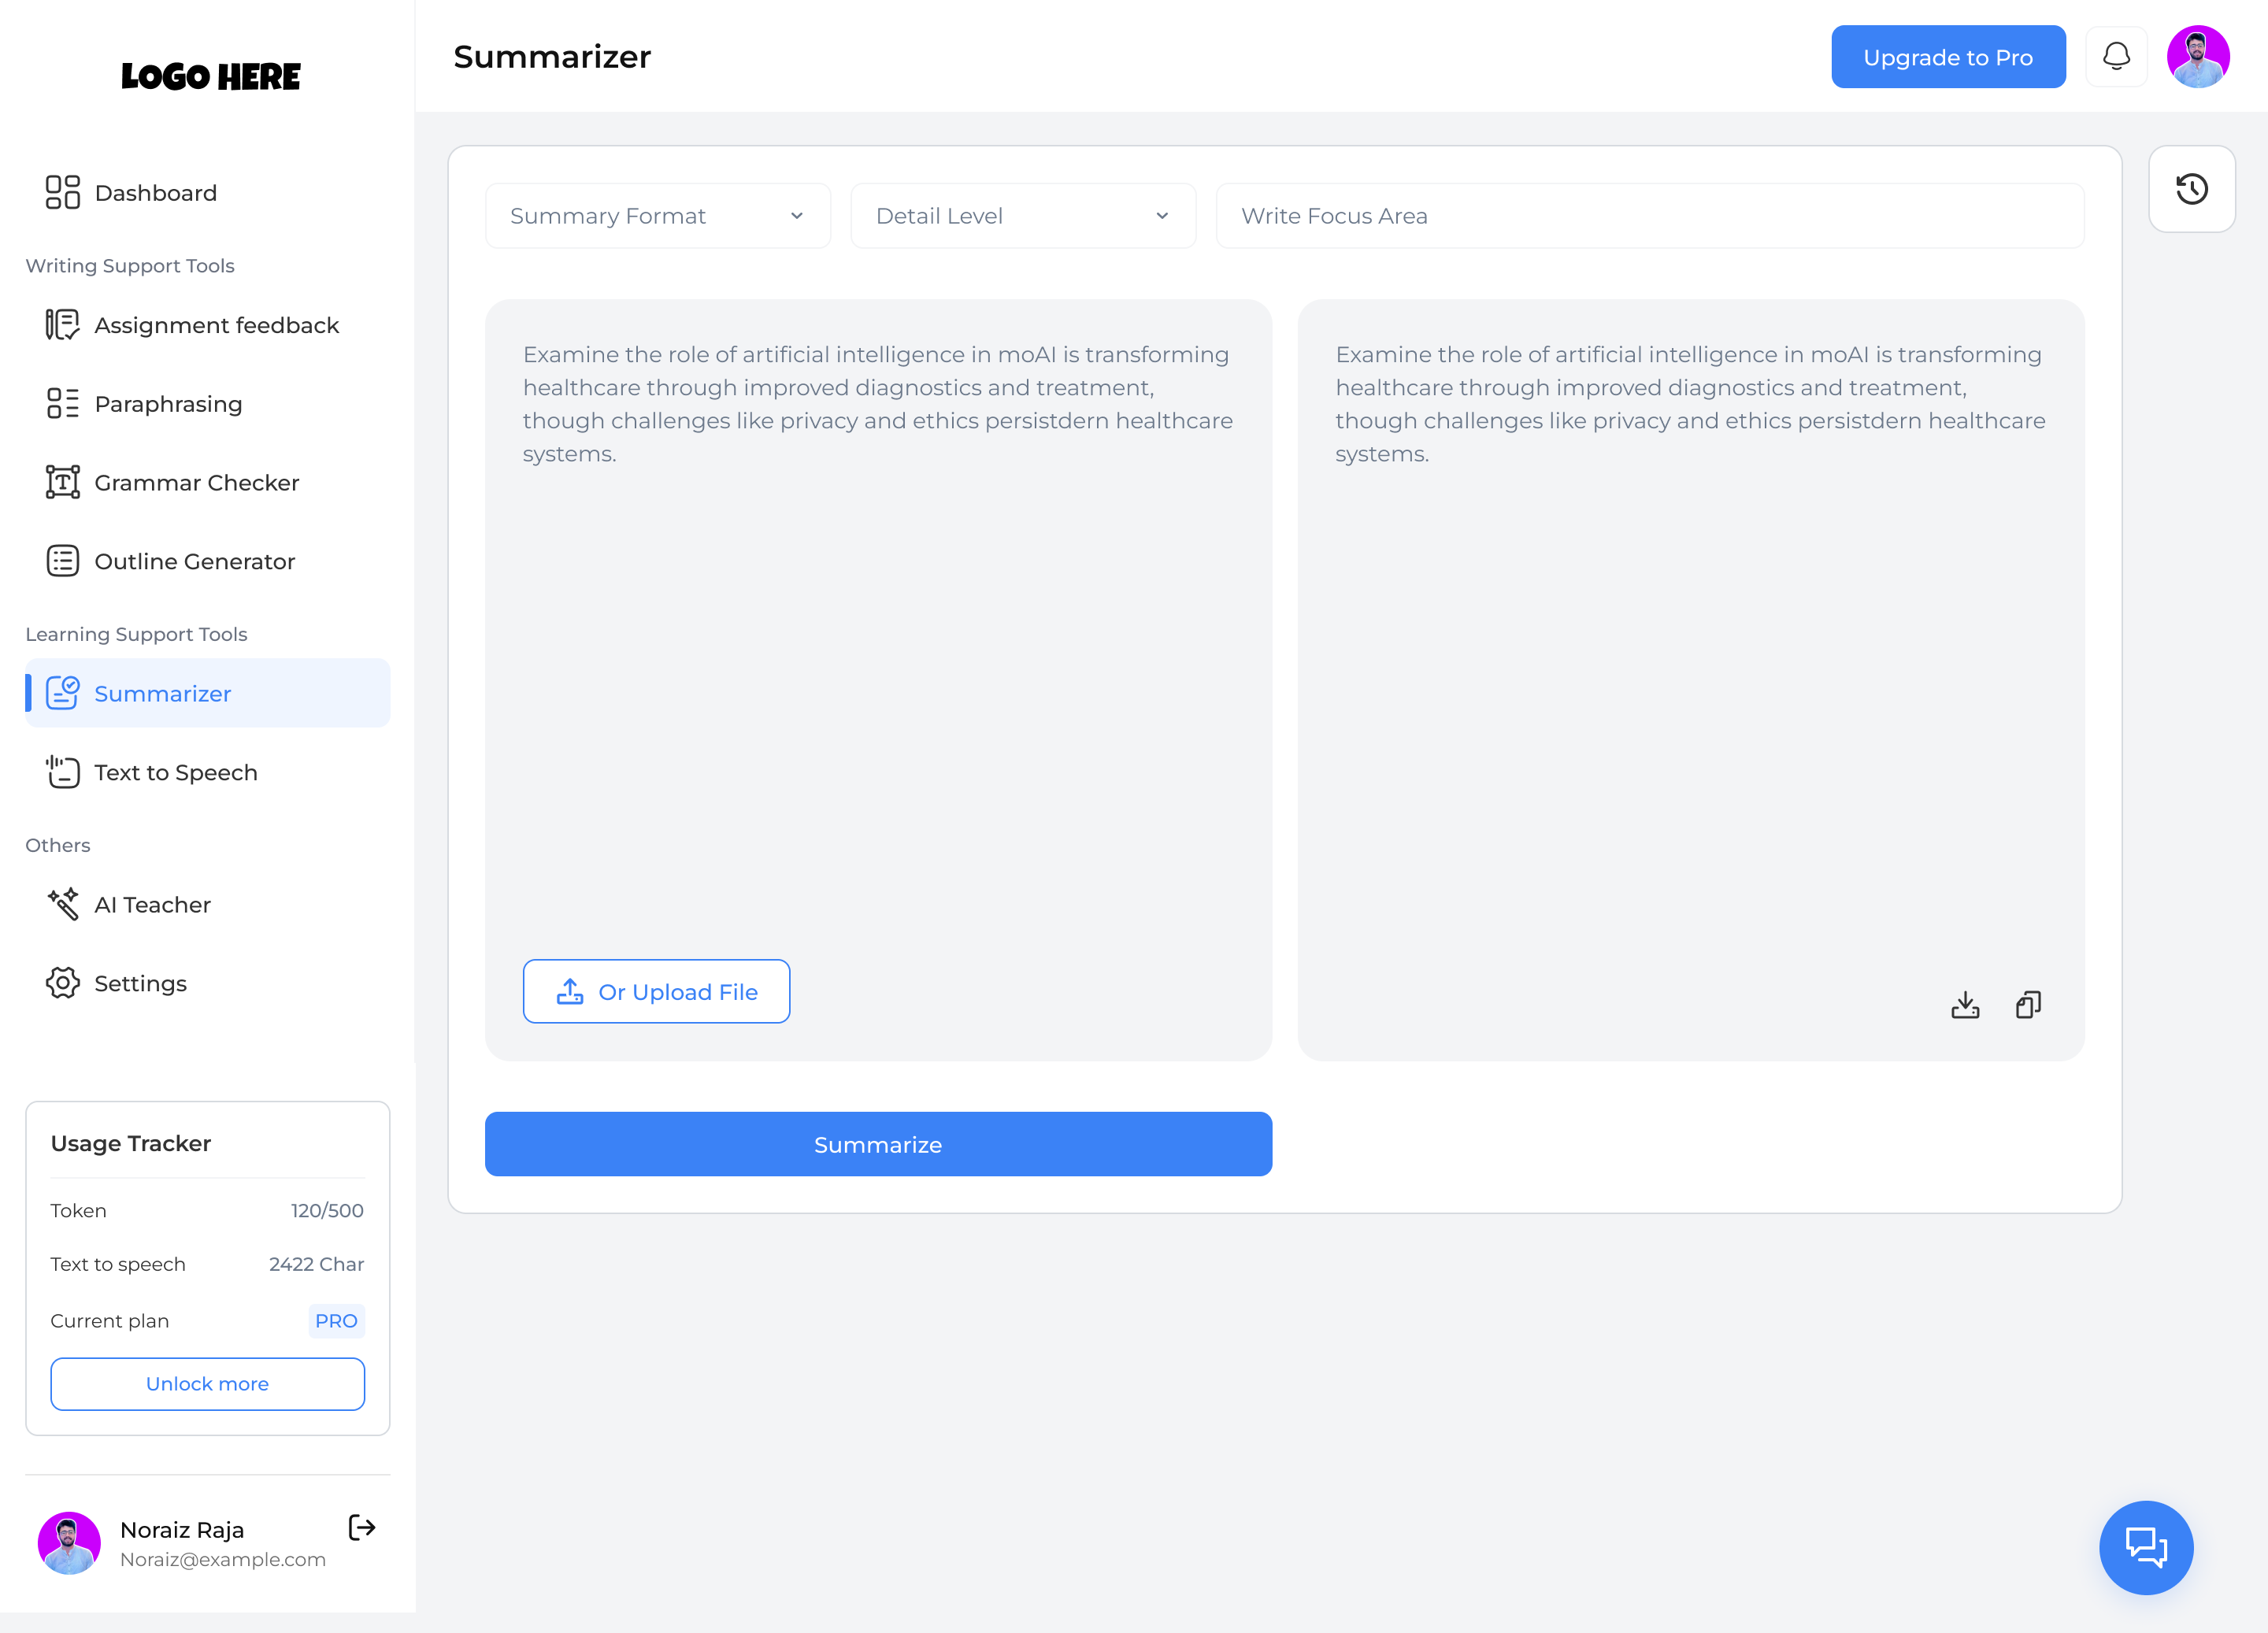 LOGO HERE
Dashboard
Writing Support Tools
Assignment feedback
Paraphrasing
Grammar Checker
Outline Generator
Learning Support Tools
Summarizer
Text to Speech
Others
AI Teacher
Settings
Usage Tracker
Token 120/500
Text to speech 2422 Char
Current plan PRO
Unlock more
Noraiz Raja
Noraiz@example.com
Summarizer
Upgrade to Pro
Summary Format
Detail Level
Write Focus Area
Examine the role of artificial intelligence in moAI is transforming
healthcare through improved diagnostics and treatment,
though challenges like privacy and ethics persistdern healthcare
systems.
Or Upload File
Examine the role of artificial intelligence in moAI is transforming
healthcare through improved diagnostics and treatment,
though challenges like privacy and ethics persistdern healthcare
systems.
Summarize